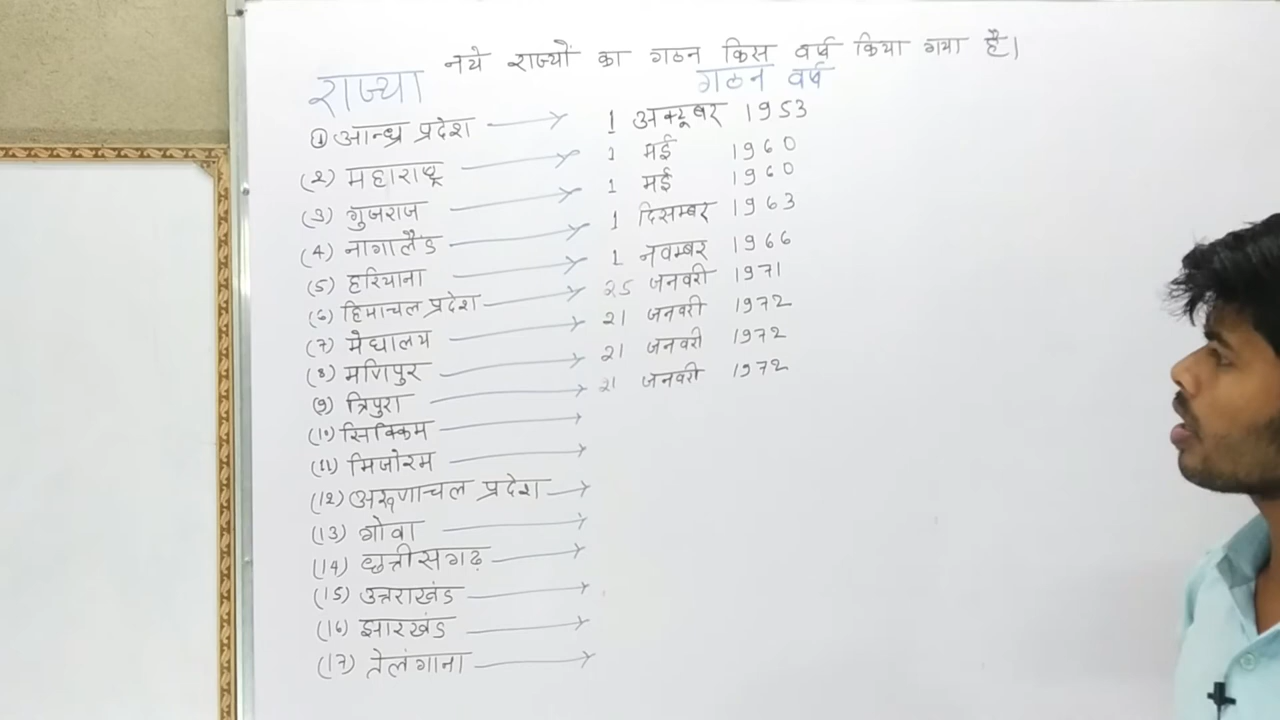 नये राज्यों का गठन किस वर्ष किया गया है।
राज्या गठन वर्ष
(1) आन्ध्र प्रदेश → 1 अक्टूबर 1953
(2) महाराष्ट्र → 1 मई 1960
(3) गुजराज → 1 मई 1960
(4) नागालैंड → 1 दिसम्बर 1963
(5) हरियाना → 1 नवम्बर 1966
(6) हिमाचल प्रदेश → 25 जनवरी 1971
(7) मेघालय → 21 जनवरी 1972
(8) मणिपुर → 21 जनवरी 1972
(9) त्रिपुरा → 21 जनवरी 1972
(10) सिक्किम →
(11) मिजोरम →
(12) अरूणाचल प्रदेश →
(13) गोवा →
(14) छत्तीसगढ़ →
(15) उत्तराखंड →
(16) झारखंड →
(17) तेलंगाना →